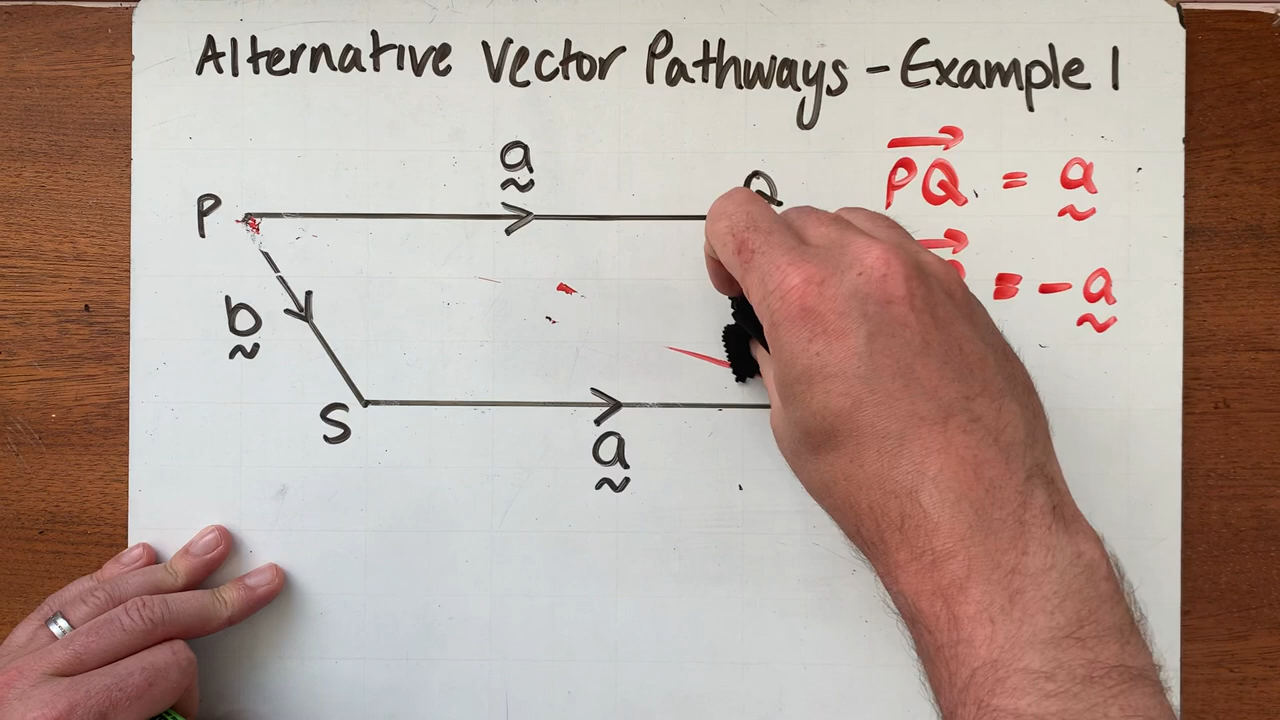 Alternative Vector Pathways - Example 1
a
~
P
Q
PQ = a
~
= - a
~
b
~
S
a
~